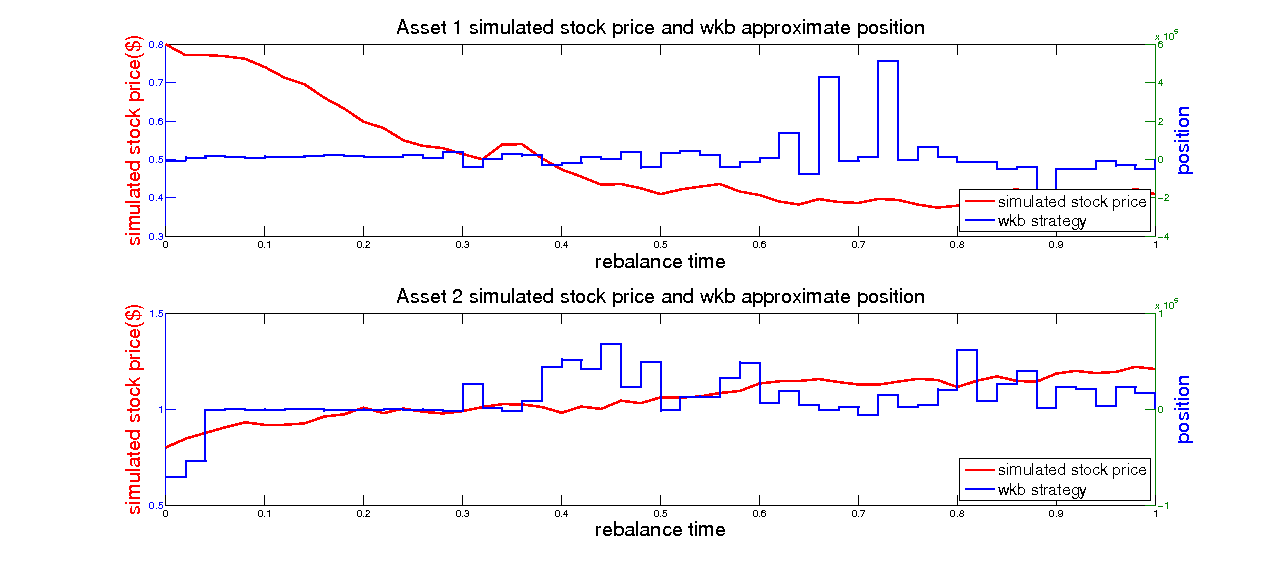 Asset 1 simulated stock price and wkb approximate position
x 10^5
simulated stock price($)
0.8
0.7
0.6
0.5
0.4
0.3
6
4
2
0
−2
−4
position
simulated stock price
wkb strategy
0 0.1 0.2 0.3 0.4 0.5 0.6 0.7 0.8 0.9 1
rebalance time
Asset 2 simulated stock price and wkb approximate position
x 10^5
simulated stock price($)
1.5
1
0.5
1
0
−1
position
simulated stock price
wkb strategy
0 0.1 0.2 0.3 0.4 0.5 0.6 0.7 0.8 0.9 1
rebalance time